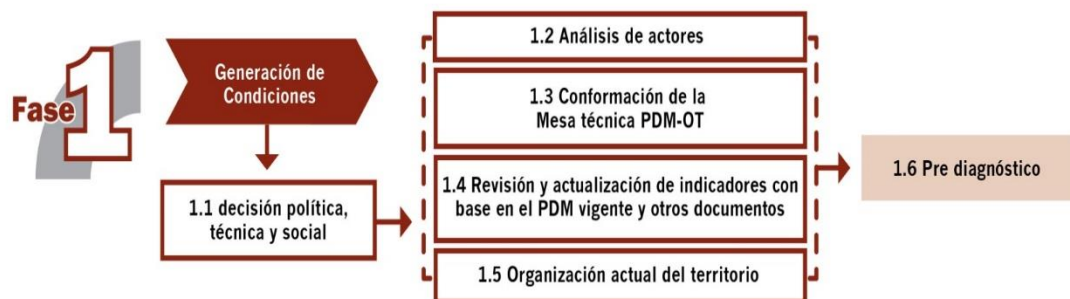 Fase 1
Generación de
Condiciones
1.1 decisión política,
técnica y social
1.2 Análisis de actores
1.3 Conformación de la
Mesa técnica PDM-OT
1.4 Revisión y actualización de indicadores con
base en el PDM vigente y otros documentos
1.5 Organización actual del territorio
1.6 Pre diagnóstico